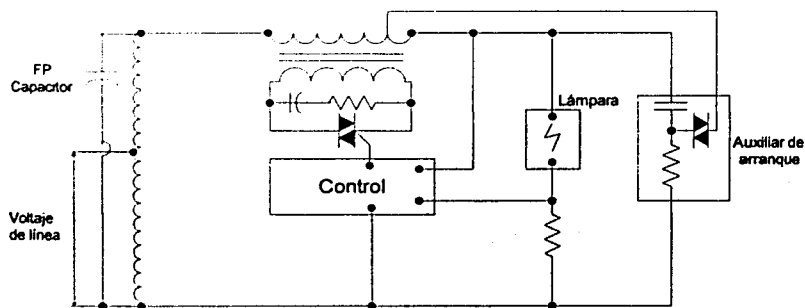 FP
Capacitor
Lámpara
Auxiliar de
arranque
Control
Voltaje
de línea